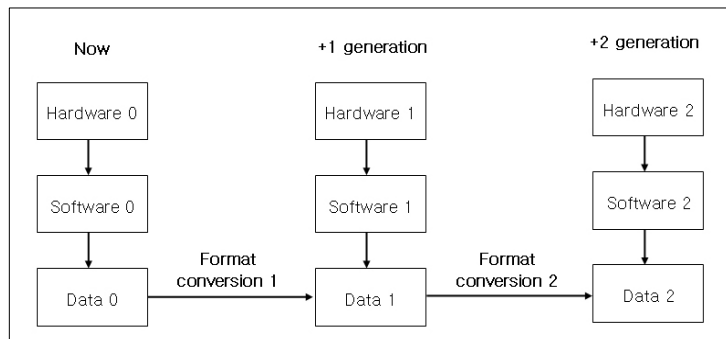 Now
+1 generation
+2 generation
Hardware 0
Hardware 1
Hardware 2
Software 0
Software 1
Software 2
Format
conversion 1
Format
conversion 2
Data 0
Data 1
Data 2